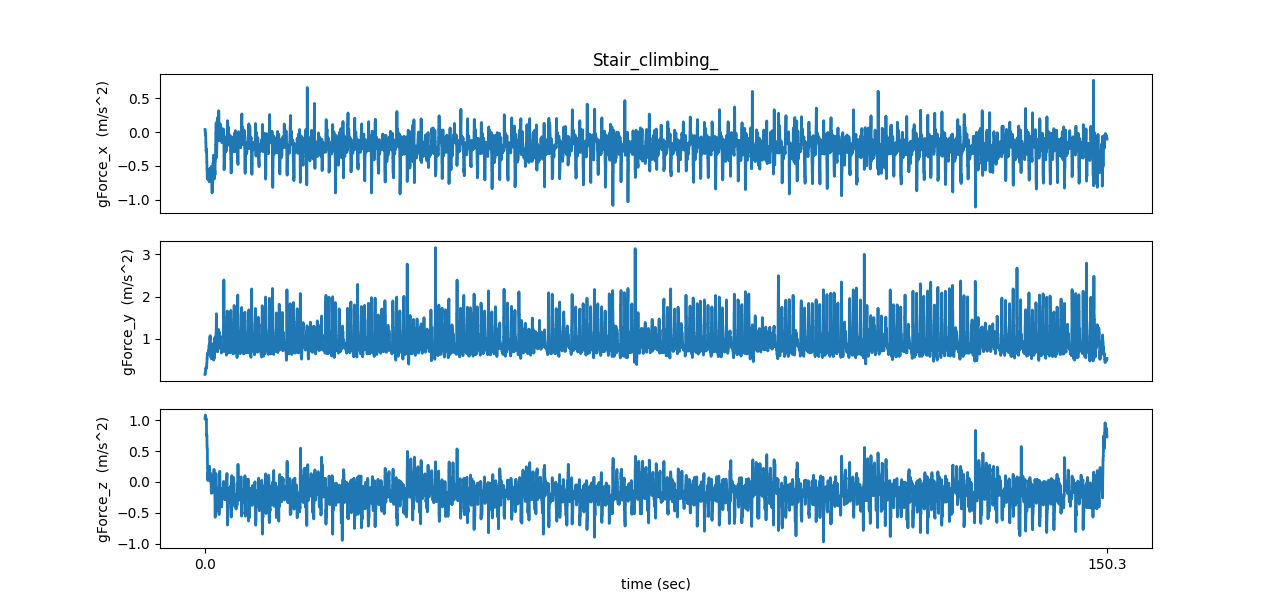 Stair_climbing_
gForce_x  (m/s^2)
0.5
0.0
−0.5
−1.0
gForce_y  (m/s^2)
3
2
1
gForce_z  (m/s^2)
1.0
0.5
0.0
−0.5
−1.0
0.0
150.3
time (sec)